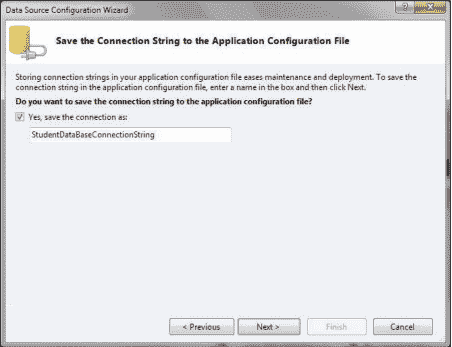 Data Source Configuration Wizard
Save the Connection String to the Application Configuration File
Storing connection strings in your application configuration file eases maintenance and deployment. To save the
connection string in the application configuration file, enter a name in the box and then click Next.
Do you want to save the connection string to the application configuration file?
Yes, save the connection as:
StudentDataBaseConnectionString
< Previous
Next >
Finish
Cancel